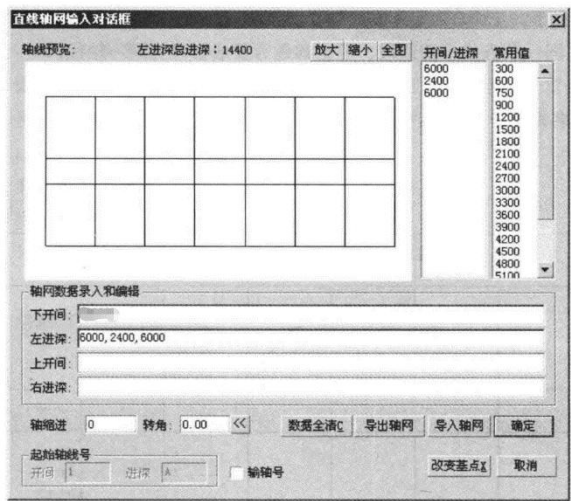 直线轴网输入对话框
轴线预览: 左进深总进深：14400 放大 缩小 全图 开间/进深 常用值
6000 300
2400 600
6000 750
900
1200
1500
1800
2100
2400
2700
3000
3300
3600
3900
4200
4500
4800
5100
轴网数据录入和编辑
下开间:
左进深: 6000,2400,6000
上开间:
右进深:
轴缩进 0 转角: 0.00 << 数据全清C 导出轴网 导入轴网 确定
起始轴线号
开间 1 进深 A 输轴号 改变基点X 取消